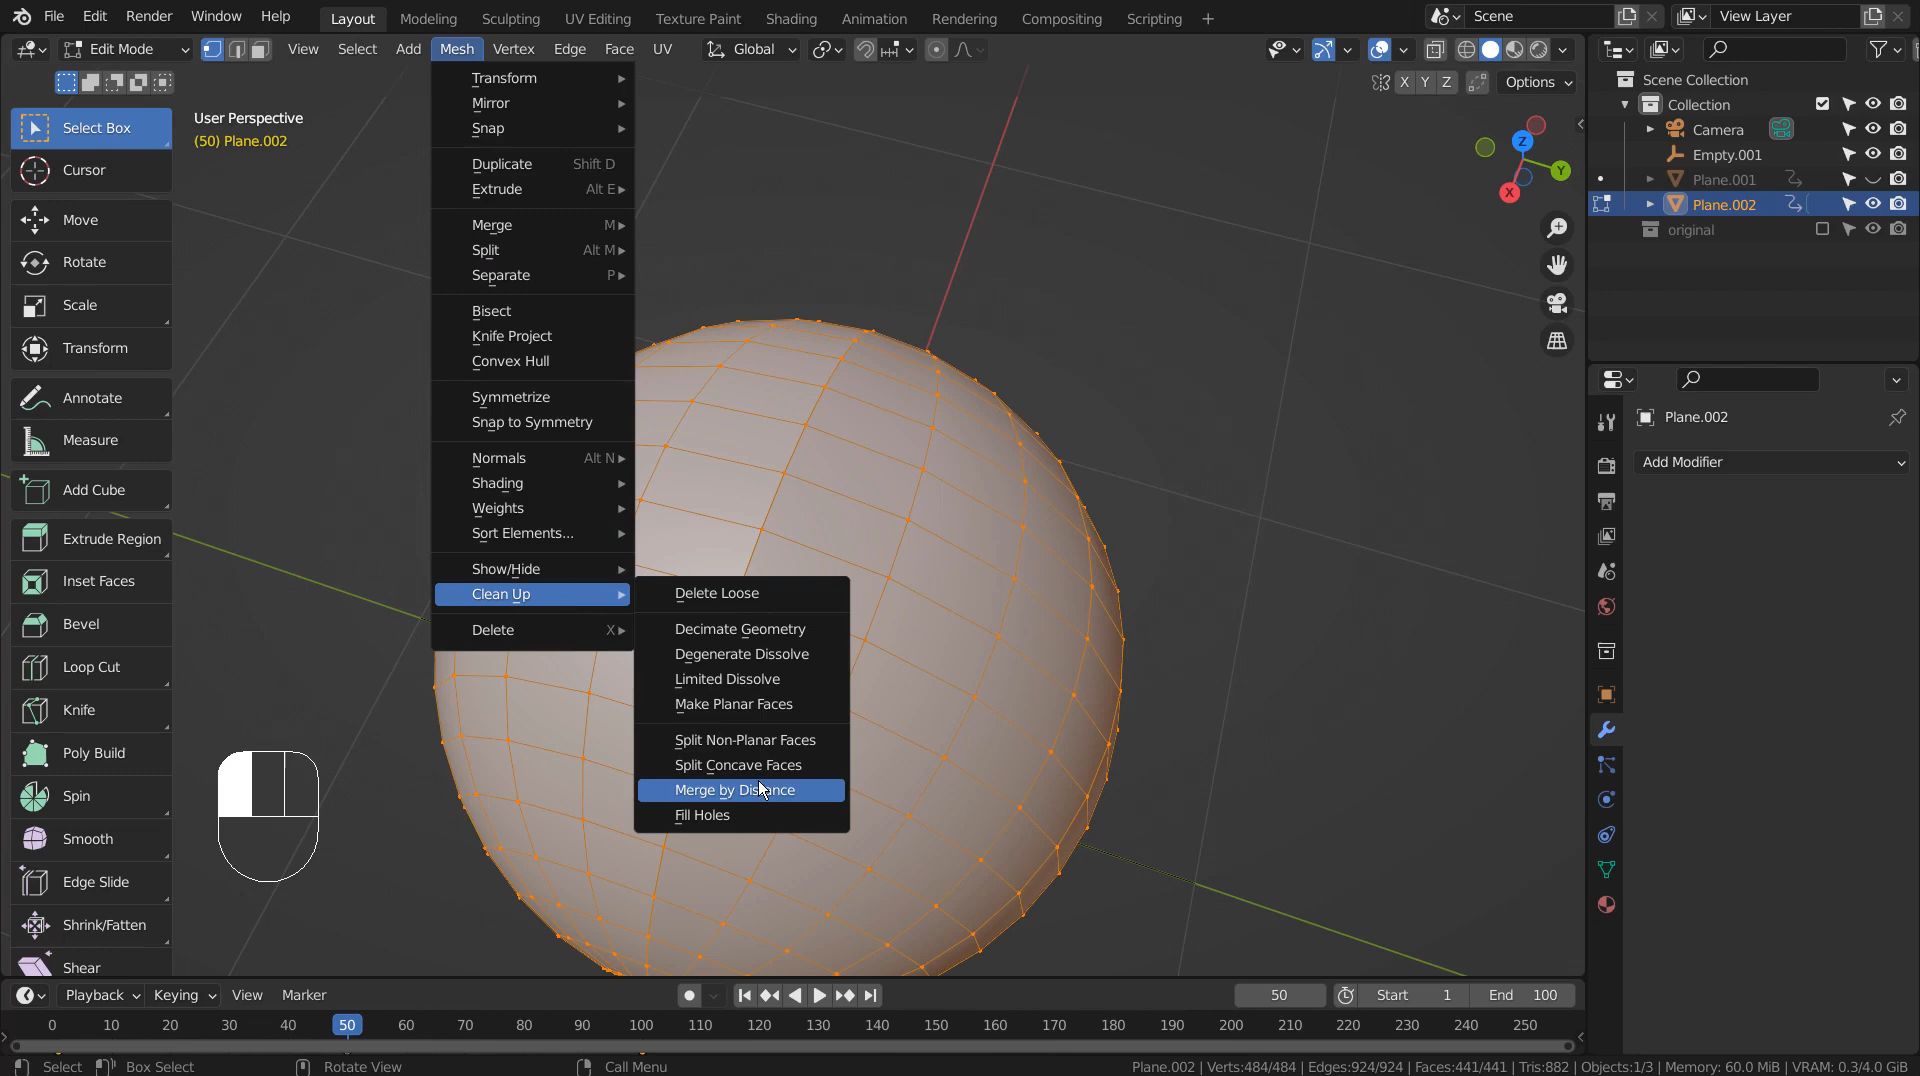 File Edit Render Window Help Layout Modeling Sculpting UV Editing Texture Paint Shading Animation Rendering Compositing Scripting + Scene View Layer
Edit Mode View Select Add Mesh Vertex Edge Face UV Global
X Y Z Options
User Perspective
(50) Plane.002
Select Box
Cursor
Move
Rotate
Scale
Transform
Annotate
Measure
Add Cube
Extrude Region
Inset Faces
Bevel
Loop Cut
Knife
Poly Build
Spin
Smooth
Edge Slide
Shrink/Fatten
Shear
Transform
Mirror
Snap
Duplicate Shift D
Extrude Alt E
Merge M
Split Alt M
Separate P
Bisect
Knife Project
Convex Hull
Symmetrize
Snap to Symmetry
Normals Alt N
Shading
Weights
Sort Elements...
Show/Hide
Clean Up
Delete X
Delete Loose
Decimate Geometry
Degenerate Dissolve
Limited Dissolve
Make Planar Faces
Split Non-Planar Faces
Split Concave Faces
Merge by Distance
Fill Holes
Z
Y
X
Scene Collection
Collection
Camera
Empty.001
Plane.001
Plane.002
original
Plane.002
Add Modifier
Playback Keying View Marker 50 Start 1 End 100
0 10 20 30 40 50 60 70 80 90 100 110 120 130 140 150 160 170 180 190 200 210 220 230 240 250
Select Box Select Rotate View Call Menu Plane.002 | Verts:484/484 | Edges:924/924 | Faces:441/441 | Tris:882 | Objects:1/3 | Memory: 60.0 MiB | VRAM: 0.3/4.0 GiB